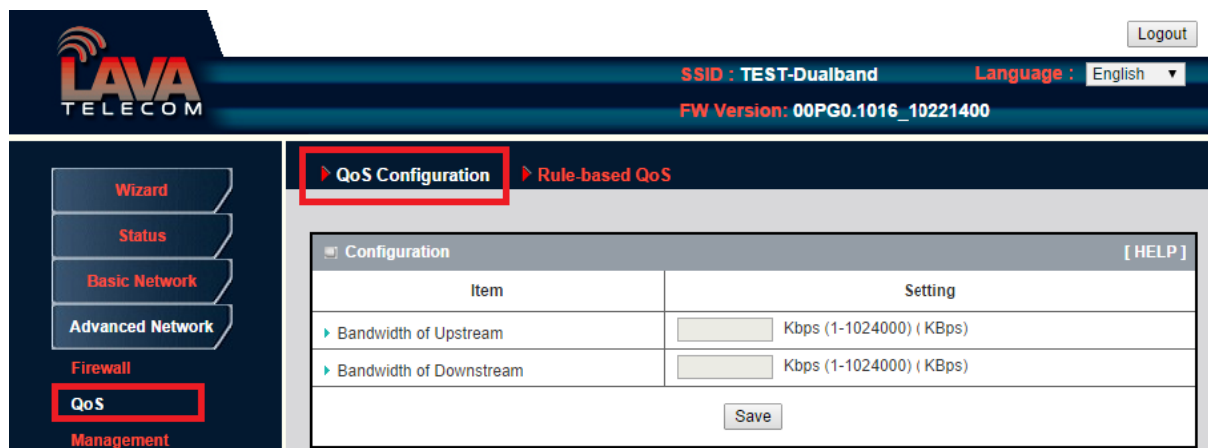 Logout
LAVA
TELECOM
SSID : TEST-Dualband Language : English
FW Version: 00PG0.1016_10221400
Wizard
Status
Basic Network
Advanced Network
Firewall
QoS
Management
QoS Configuration Rule-based QoS
Configuration [ HELP ]
Item Setting
Bandwidth of Upstream Kbps (1-1024000) ( KBps)
Bandwidth of Downstream Kbps (1-1024000) ( KBps)
Save